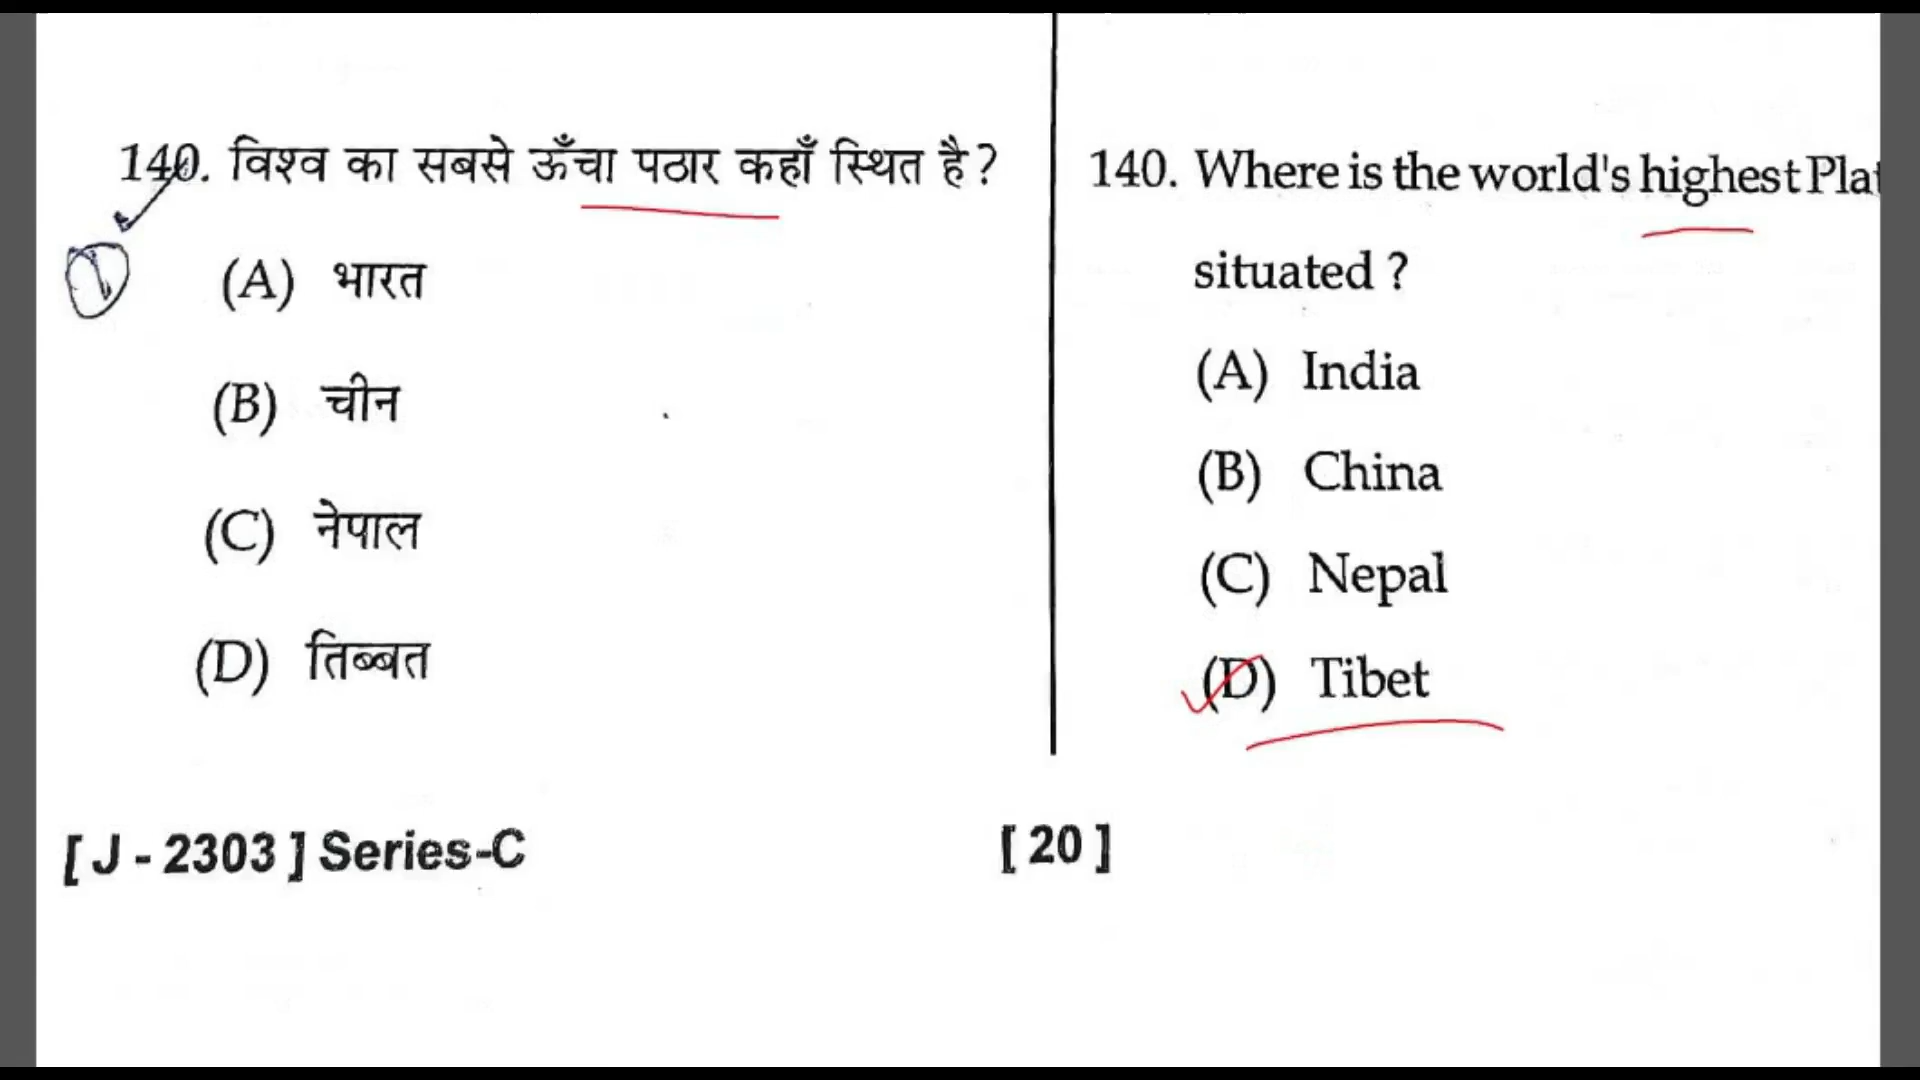 140. विश्व का सबसे ऊँचा पठार कहाँ स्थित है?
(A) भारत
(B) चीन
(C) नेपाल
(D) तिब्बत
140. Where is the world's highest Plat
situated ?
(A) India
(B) China
(C) Nepal
(D) Tibet
[ J - 2303 ] Series-C
[ 20 ]